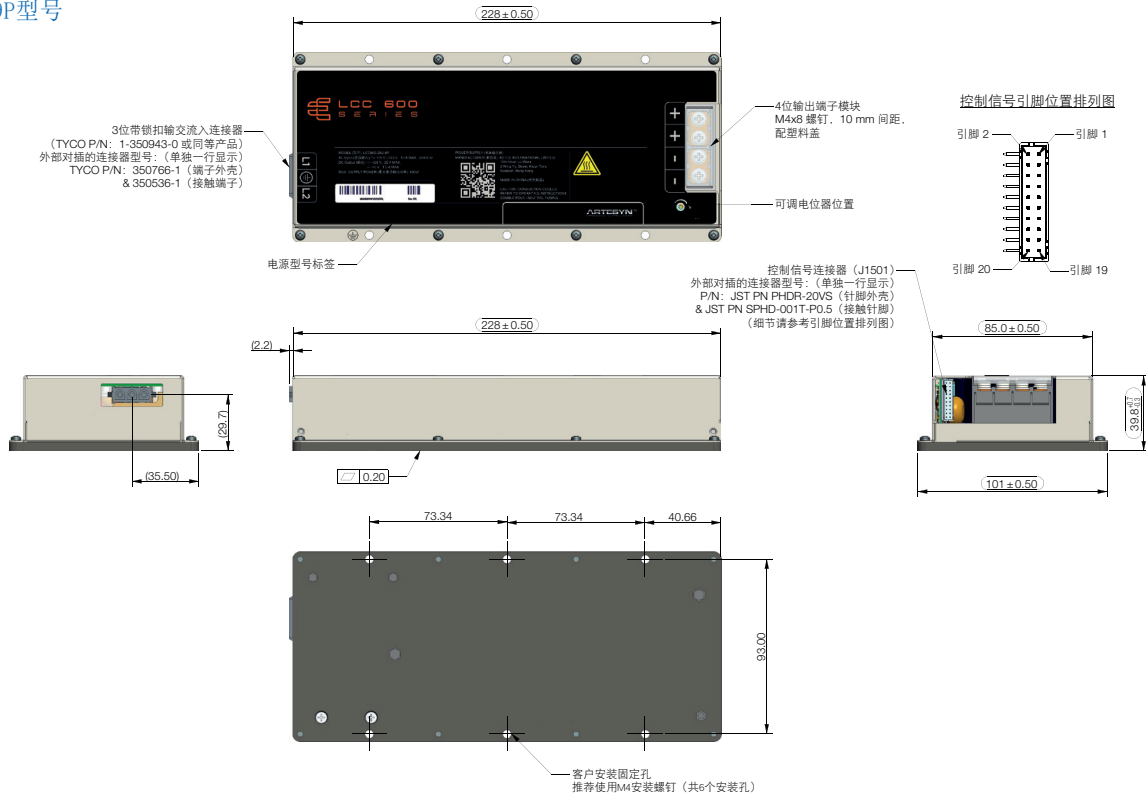 OP型号
228±0.50
LCC 600
SERIES
3位带锁扣输交流入连接器
（TYCO P/N：1-350943-0 或同等产品）
外部对插的连接器型号：（单独一行显示）
TYCO P/N：350766-1（端子外壳）
& 350536-1（接触端子）
L1
L2
+
+
-
-
ARTESYN
4位输出端子模块
M4x8 螺钉，10 mm 间距，
配塑料盖
可调电位器位置
电源型号标签
控制信号引脚位置排列图
引脚 2
引脚 1
引脚 20
引脚 19
控制信号连接器（J1501）
外部对插的连接器型号：（单独一行显示）
P/N：JST PN PHDR-20VS（针脚外壳）
& JST PN SPHD-001T-P0.5（接触针脚）
（细节请参考引脚位置排列图）
228±0.50
(2.2)
85.0±0.50
(29.7)
(35.50)
0.20
39.8 +0.7 -0.3
101±0.50
73.34
73.34
40.66
93.00
客户安装固定孔
推荐使用M4安装螺钉（共6个安装孔）